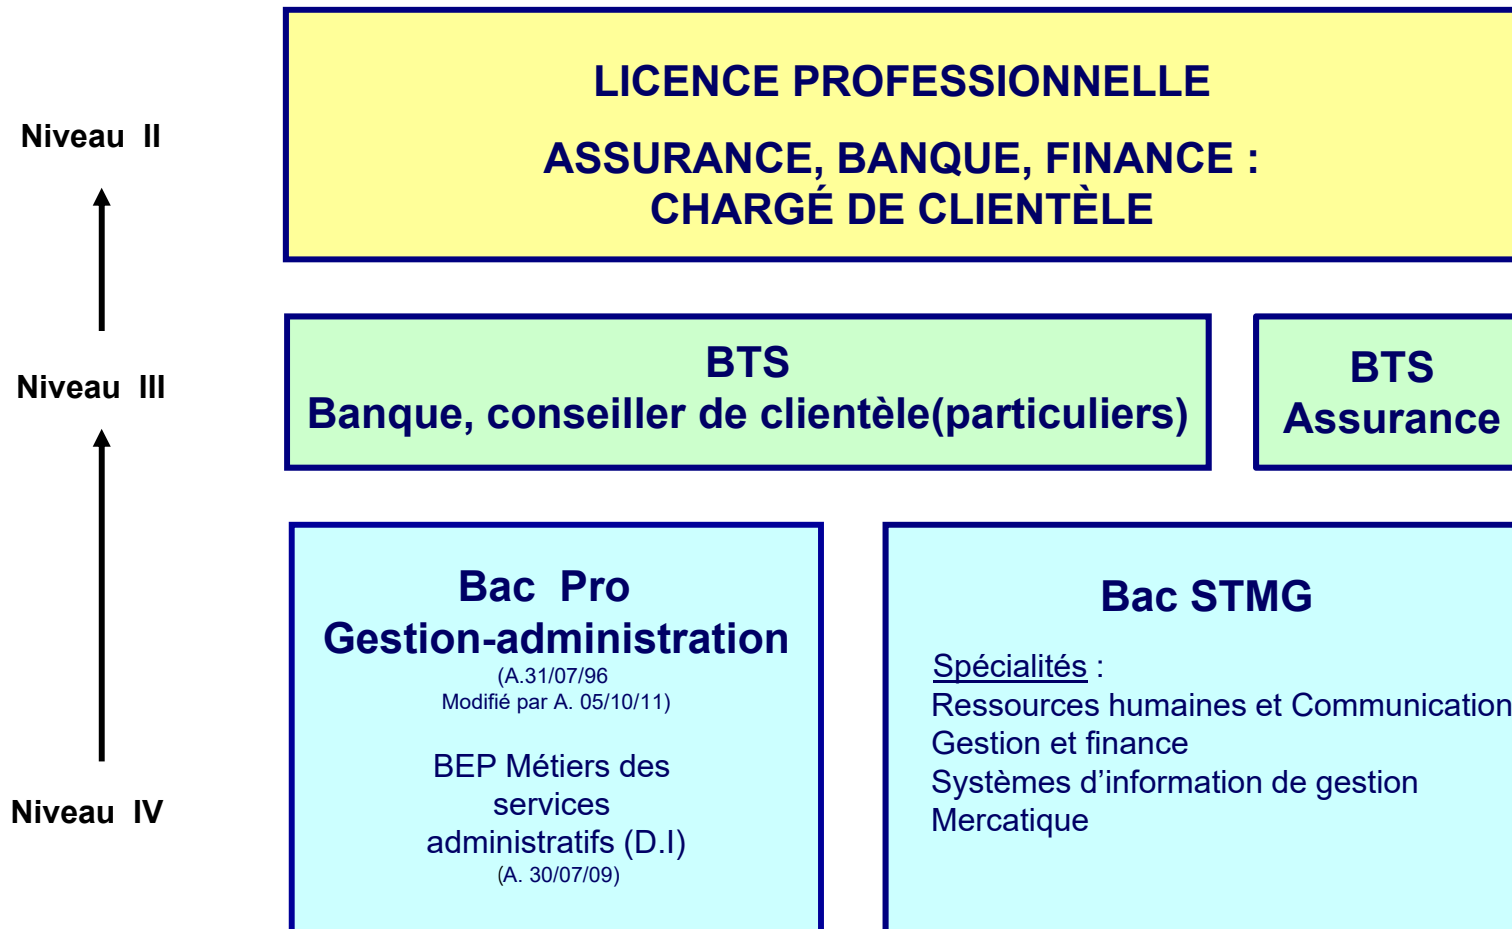 LICENCE PROFESSIONNELLE
Niveau II
ASSURANCE, BANQUE, FINANCE :
CHARGÉ DE CLIENTÈLE
Niveau III
BTS
Banque, conseiller de clientèle(particuliers)
BTS
Assurance
Bac Pro
Gestion-administration
(A.31/07/96
Modifié par A. 05/10/11)
BEP Métiers des
services
administratifs (D.I)
(A. 30/07/09)
Bac STMG
Spécialités :
Ressources humaines et Communication
Gestion et finance
Systèmes d’information de gestion
Mercatique
Niveau IV